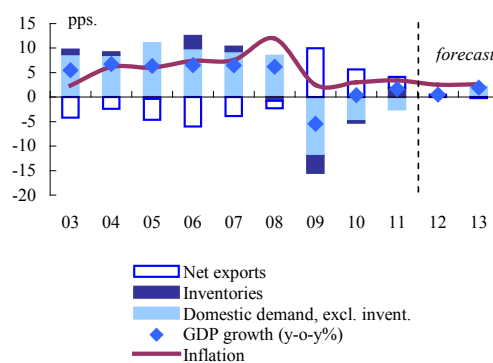 pps.
15
10
5
0
-5
-10
-15
-20
forecast
03 04 05 06 07 08 09 10 11 12 13
Net exports
Inventories
Domestic demand, excl. invent.
GDP growth (y-o-y%)
Inflation